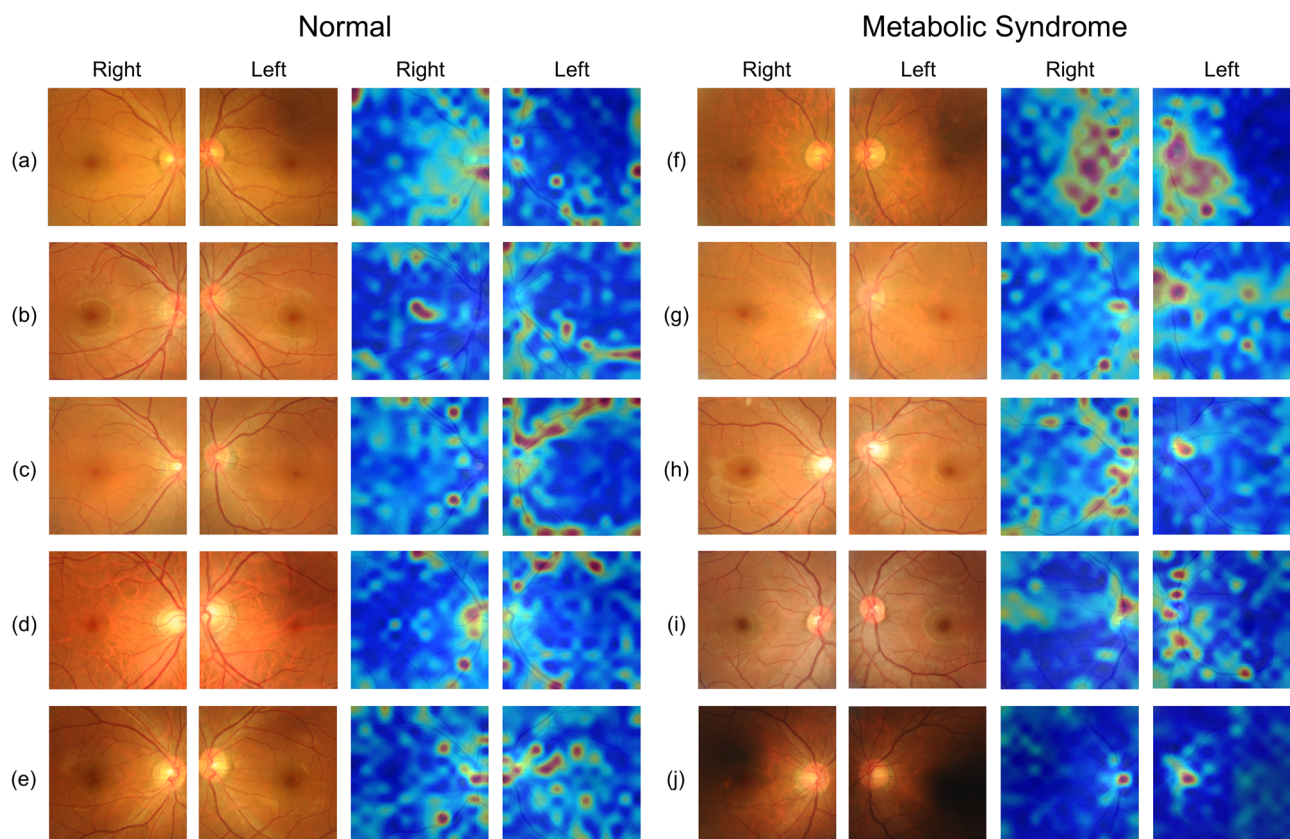 Normal Metabolic Syndrome
Right Left Right Left Right Left Right Left
(a) (f)
(b) (g)
(c) (h)
(d) (i)
(e) (j)